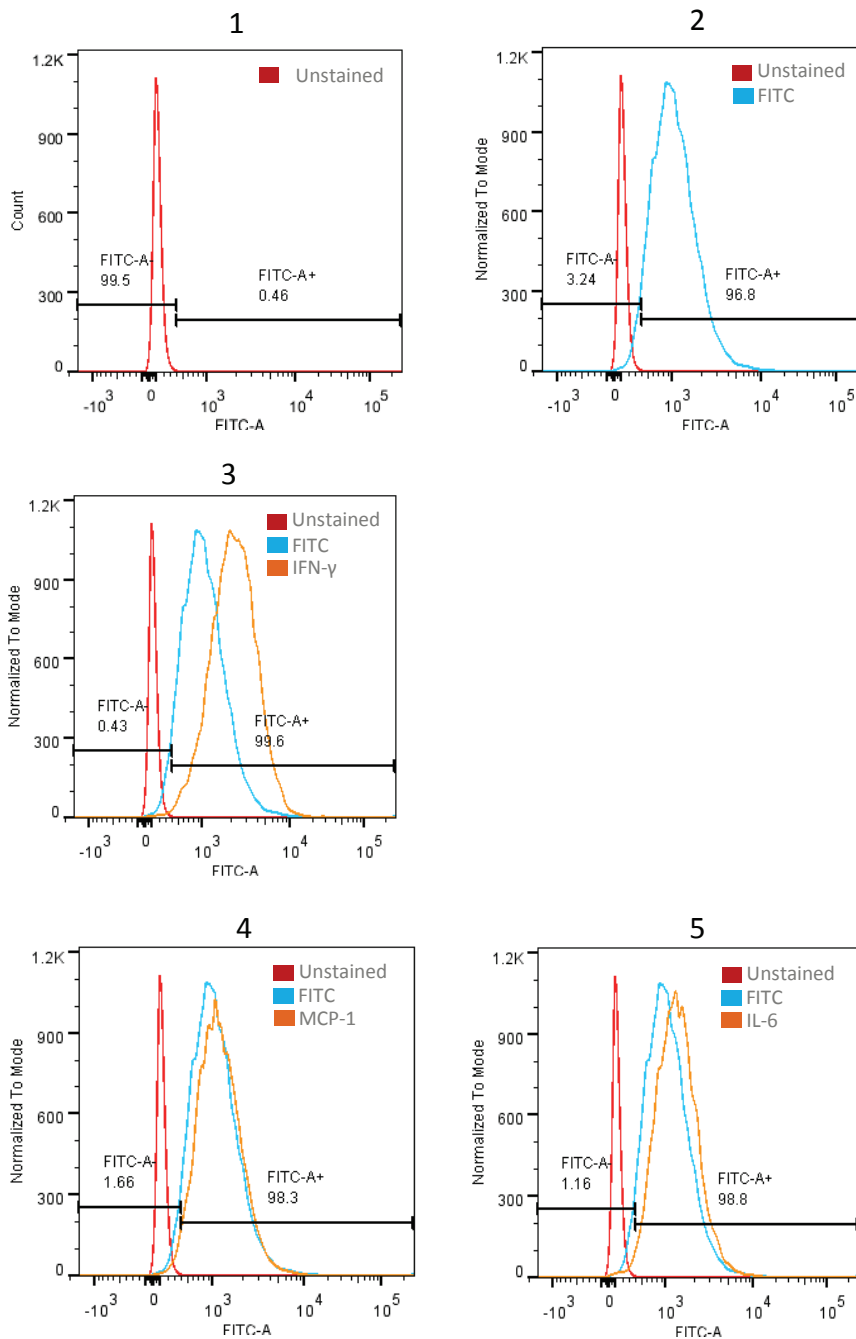 1
1.2K
900
600
300
0
Count
Unstained
FITC-A-
99.5
FITC-A+
0.46
-10³ 0 10³ 10⁴ 10⁵
FITC-A
2
1.2K
900
600
300
0
Normalized To Mode
Unstained
FITC
FITC-A-
3.24
FITC-A+
96.8
-10³ 0 10³ 10⁴ 10⁵
FITC-A
3
1.2K
900
600
300
0
Normalized To Mode
Unstained
FITC
IFN-γ
FITC-A-
0.43
FITC-A+
99.6
-10³ 0 10³ 10⁴ 10⁵
FITC-A
4
1.2K
900
600
300
0
Normalized To Mode
Unstained
FITC
MCP-1
FITC-A-
1.66
FITC-A+
98.3
-10³ 0 10³ 10⁴ 10⁵
FITC-A
5
1.2K
900
600
300
0
Normalized To Mode
Unstained
FITC
IL-6
FITC-A-
1.16
FITC-A+
98.8
-10³ 0 10³ 10⁴ 10⁵
FITC-A